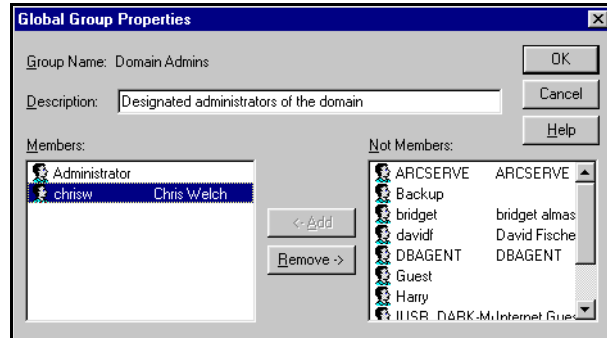 Global Group Properties
Group Name: Domain Admins
OK
Description: Designated administrators of the domain
Cancel
Help
Members:
Not Members:
Administrator
chrisw Chris Welch
<-Add
Remove ->
ARCSERVE ARCSERVE
Backup
bridget bridget almas
davidf David Fische
DBAGENT DBAGENT
Guest
Harry
IUSR_DARK-M Internet Gues